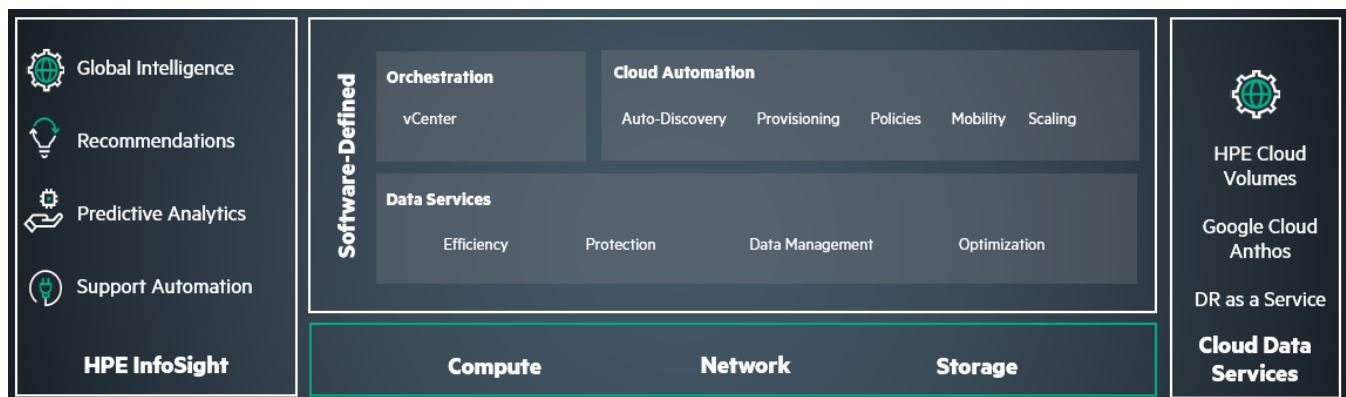 Global Intelligence
Recommendations
Predictive Analytics
Support Automation
HPE InfoSight
Software-Defined
Orchestration
vCenter
Cloud Automation
Auto-Discovery Provisioning Policies Mobility Scaling
Data Services
Efficiency Protection Data Management Optimization
Compute Network Storage
HPE Cloud
Volumes
Google Cloud
Anthos
DR as a Service
Cloud Data
Services